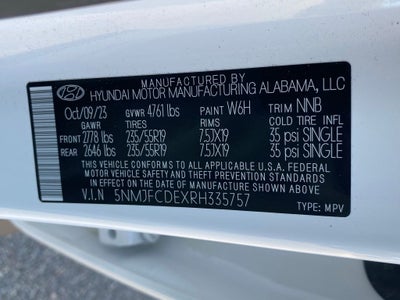 MANUFACTURED BY
HYUNDAI MOTOR MANUFACTURING ALABAMA, LLC
Oct/09/23 GVWR 4761 lbs PAINT W6H TRIM NNB
GAWR TIRES RIMS COLD TIRE INFL
FRONT 2778 lbs 235/55R19 7.5JX19 35 psi SINGLE
REAR 2646 lbs 235/55R19 7.5JX19 35 psi SINGLE
THIS VEHICLE CONFORMS TO ALL APPLICABLE U.S.A. FEDERAL
MOTOR VEHICLE SAFETY AND THEFT PREVENTION STANDARDS
IN EFFECT ON THE DATE OF MANUFACTURE SHOWN ABOVE.
V.I.N 5NMJFCDEXRH335757
TYPE: MPV